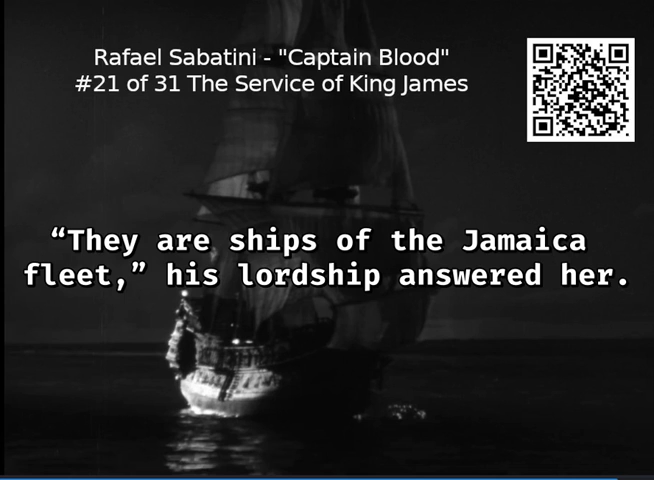 Rafael Sabatini - "Captain Blood"
#21 of 31 The Service of King James
“They are ships of the Jamaica
fleet,” his lordship answered her.